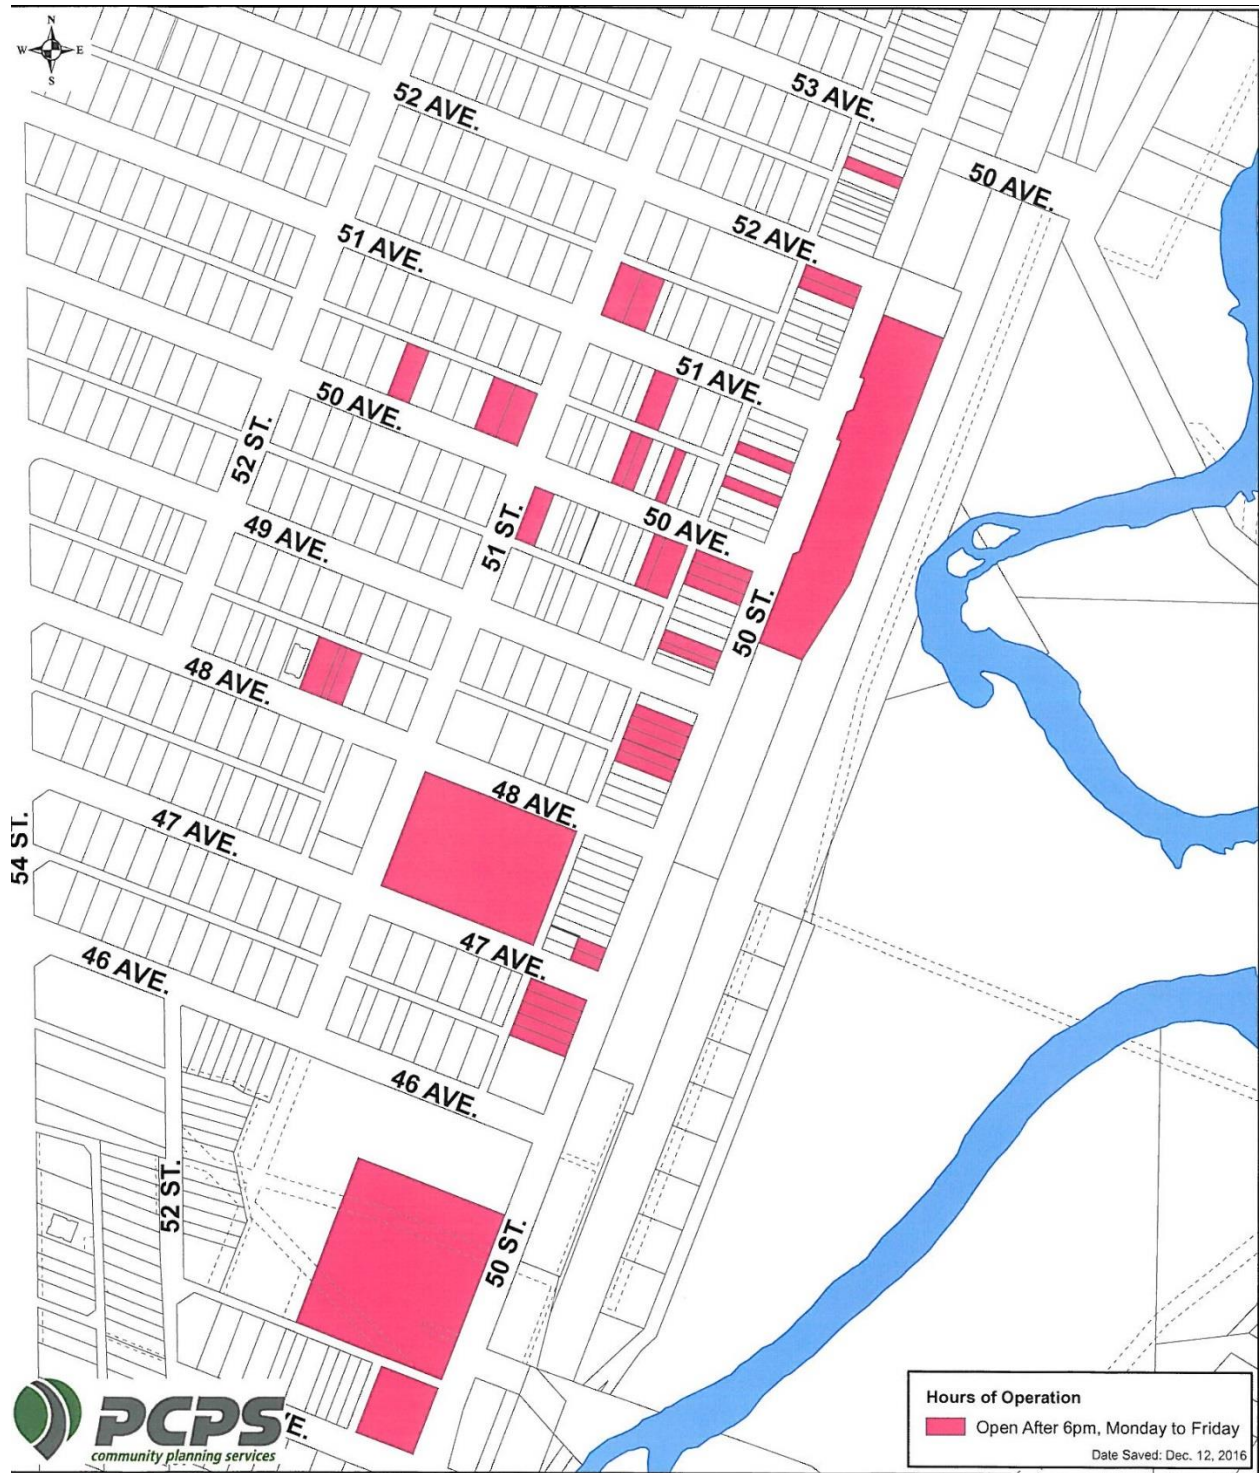 N
W E
S
53 AVE.
52 AVE.
50 AVE.
52 AVE.
51 AVE.
51 AVE.
50 AVE.
52 ST.
51 ST.
50 AVE.
49 AVE.
50 ST.
48 AVE.
48 AVE.
47 AVE.
54 ST.
47 AVE.
46 AVE.
46 AVE.
52 ST.
50 ST.
VE.
PCPS
community planning services
Hours of Operation
Open After 6pm, Monday to Friday
Date Saved: Dec. 12, 2016